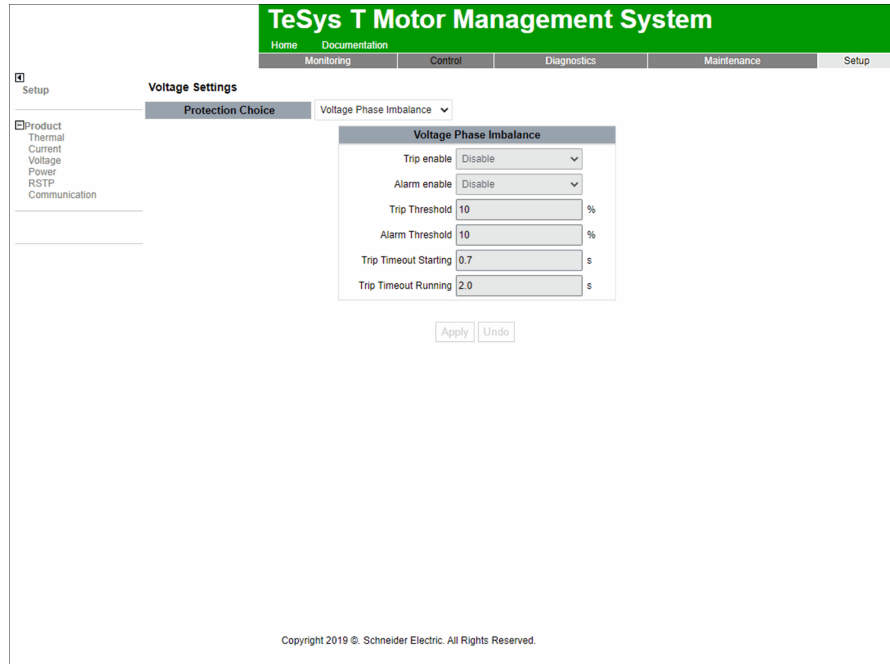 TeSys T Motor Management System
Home Documentation
Monitoring Control Diagnostics Maintenance Setup
Setup
Voltage Settings
Protection Choice Voltage Phase Imbalance
Product
Thermal
Current
Voltage
Power
RSTP
Communication
Voltage Phase Imbalance
Trip enable Disable
Alarm enable Disable
Trip Threshold 10 %
Alarm Threshold 10 %
Trip Timeout Starting 0.7 s
Trip Timeout Running 2.0 s
Apply Undo
Copyright 2019 ©. Schneider Electric. All Rights Reserved.